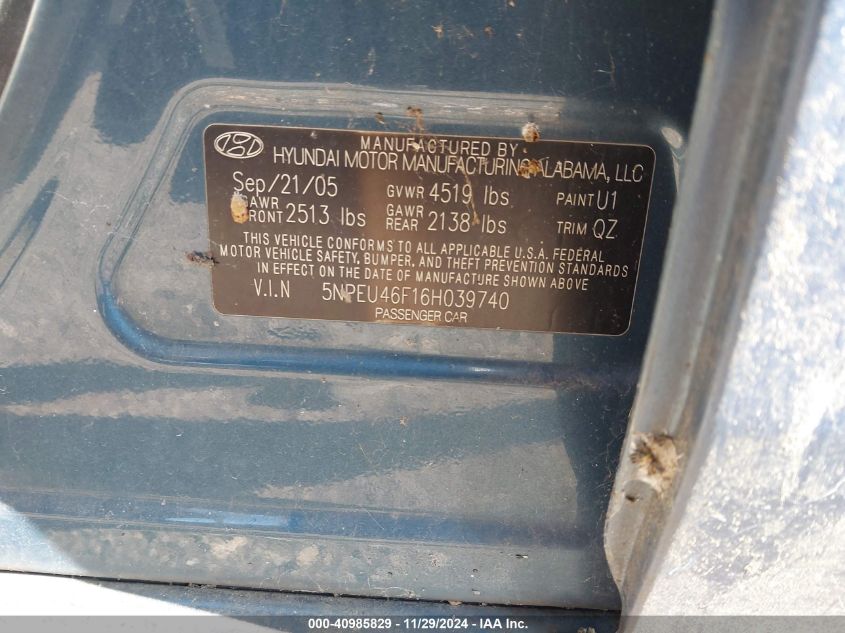 MANUFACTURED BY
HYUNDAI MOTOR MANUFACTURING ALABAMA, LLC
Sep/21/05 GVWR 4519 lbs PAINT U1
GAWR FRONT 2513 lbs GAWR REAR 2138 lbs TRIM QZ
THIS VEHICLE CONFORMS TO ALL APPLICABLE U.S.A. FEDERAL
MOTOR VEHICLE SAFETY, BUMPER, AND THEFT PREVENTION STANDARDS
IN EFFECT ON THE DATE OF MANUFACTURE SHOWN ABOVE
V.I.N 5NPEU46F16H039740
PASSENGER CAR
000-40985829 - 11/29/2024 - IAA Inc.